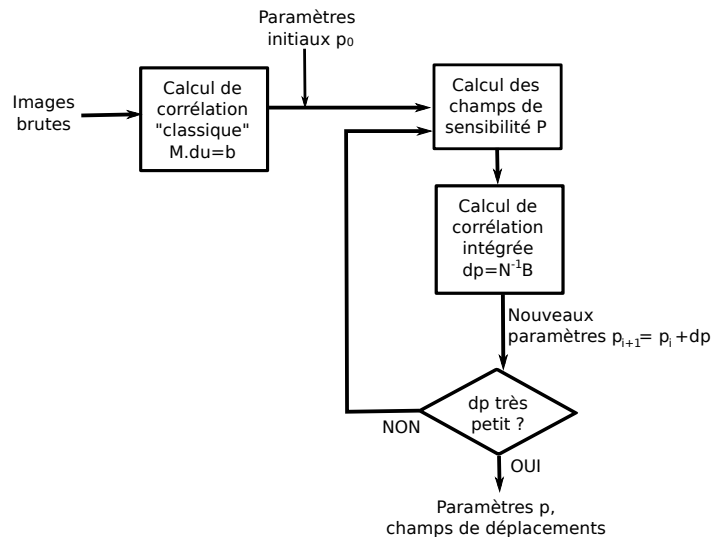 Paramètres
initiaux p₀
Images
brutes
Calcul de
corrélation
"classique"
M.du=b
Calcul des
champs de
sensibilité P
Calcul de
corrélation
intégrée
dp=N⁻¹B
Nouveaux
paramètres pᵢ₊₁= pᵢ +dp
dp très
petit ?
NON
OUI
Paramètres p,
champs de déplacements